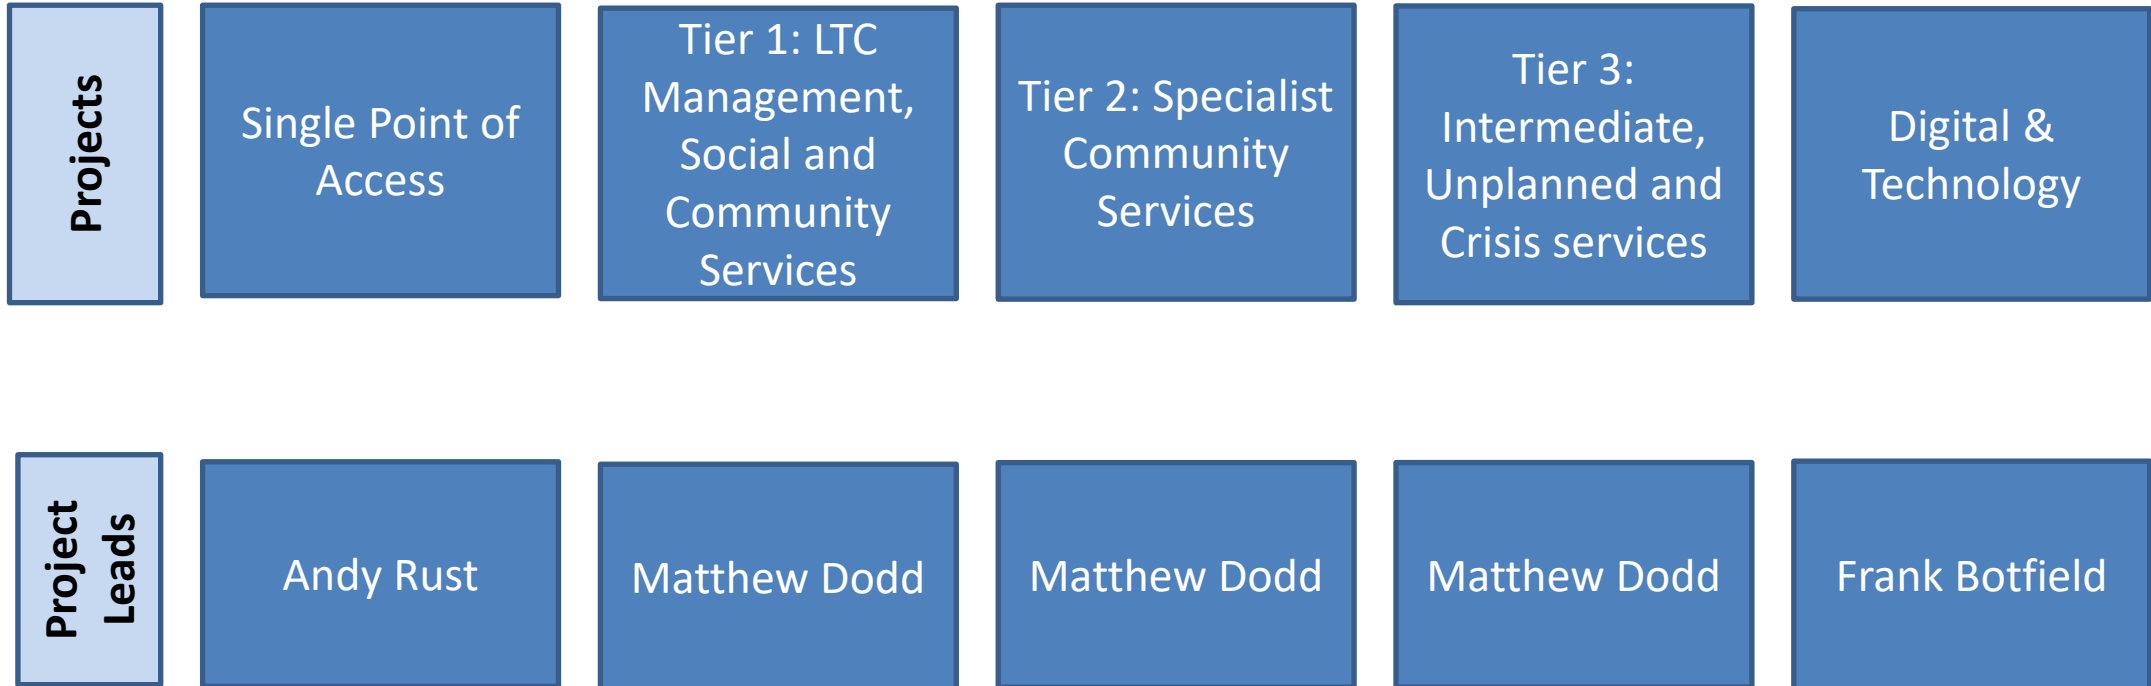 Projects
Single Point of
Access
Tier 1: LTC
Management,
Social and
Community
Services
Tier 2: Specialist
Community
Services
Tier 3:
Intermediate,
Unplanned and
Crisis services
Digital &
Technology
Project
Leads
Andy Rust
Matthew Dodd
Matthew Dodd
Matthew Dodd
Frank Botfield